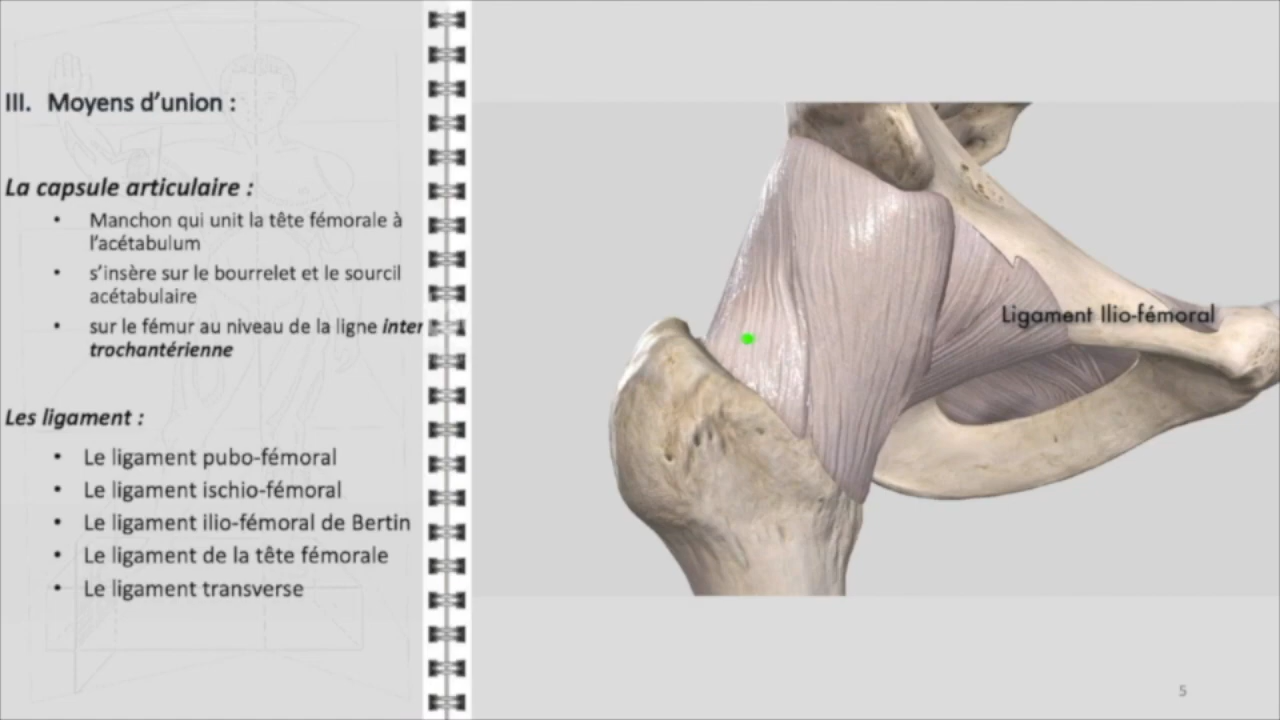 III. Moyens d'union :
La capsule articulaire :
• Manchon qui unit la tête fémorale à
l'acétabulum
• s'insère sur le bourrelet et le sourcil
acétabulaire
• sur le fémur au niveau de la ligne inter
trochantérienne
Les ligament :
• Le ligament pubo-fémoral
• Le ligament ischio-fémoral
• Le ligament ilio-fémoral de Bertin
• Le ligament de la tête fémorale
• Le ligament transverse
Ligament Ilio-fémoral
5